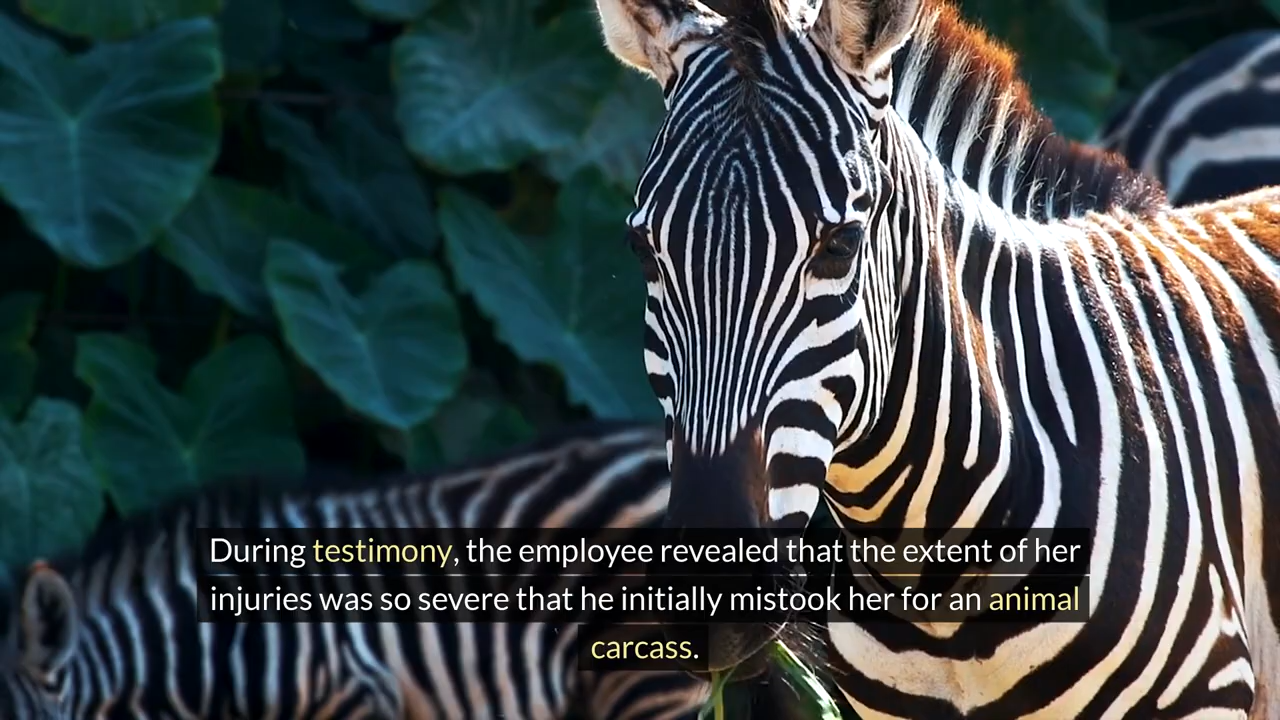 During testimony, the employee revealed that the extent of her
injuries was so severe that he initially mistook her for an animal
carcass.